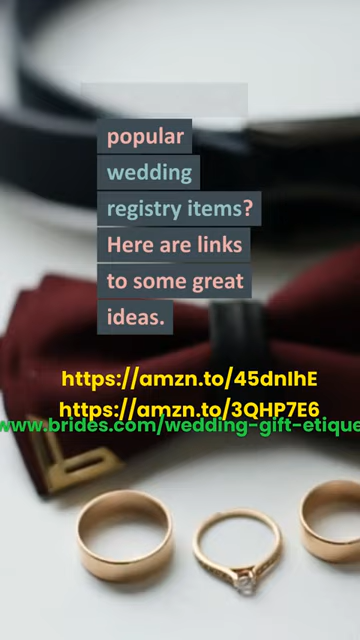 popular
wedding
registry items?
Here are links
to some great
ideas.
https://amzn.to/45dnIhE
https://amzn.to/3QHP7E6
www.brides.com/wedding-gift-etique